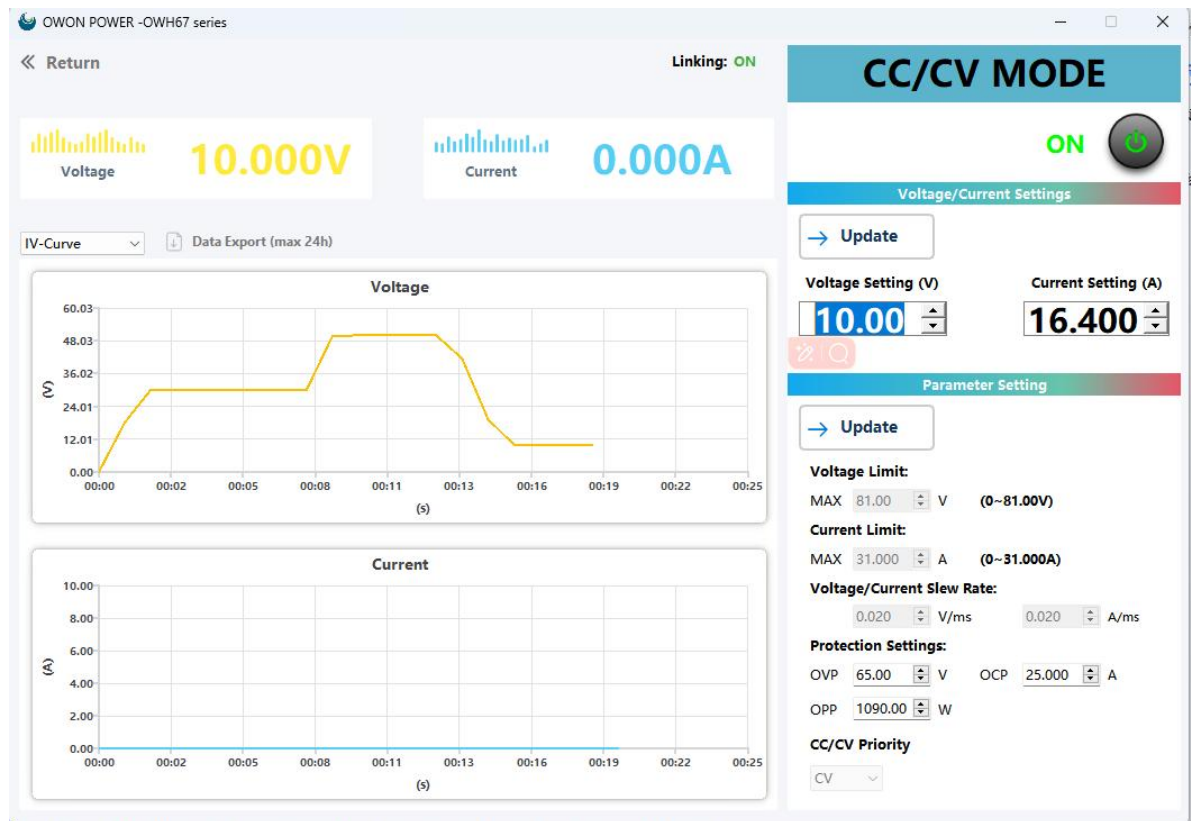 OWON POWER -OWH67 series
Return
Linking: ON
Voltage
10.000V
Current
0.000A
IV-Curve
Data Export (max 24h)
Voltage
60.03
48.03
36.02
24.01
12.01
0.00
(V)
00:00 00:02 00:05 00:08 00:11 00:13 00:16 00:19 00:22 00:25
(s)
Current
10.00
8.00
6.00
4.00
2.00
0.00
(A)
00:00 00:02 00:05 00:08 00:11 00:13 00:16 00:19 00:22 00:25
(s)
CC/CV MODE
ON
Voltage/Current Settings
Update
Voltage Setting (V) Current Setting (A)
10.00 16.400
Parameter Setting
Update
Voltage Limit:
MAX 81.00 V (0~81.00V)
Current Limit:
MAX 31.000 A (0~31.000A)
Voltage/Current Slew Rate:
0.020 V/ms 0.020 A/ms
Protection Settings:
OVP 65.00 V OCP 25.000 A
OPP 1090.00 W
CC/CV Priority
CV